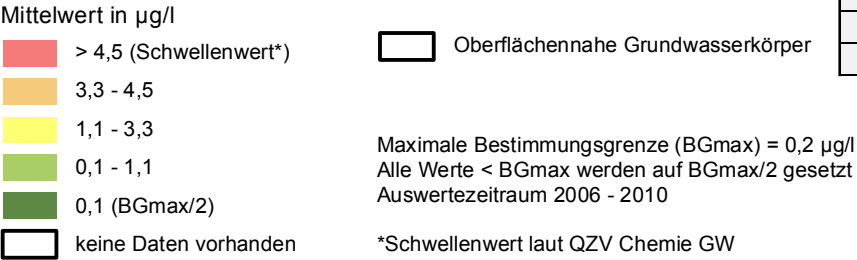 Mittelwert in µg/l
> 4,5 (Schwellenwert*)
3,3 - 4,5
1,1 - 3,3
0,1 - 1,1
0,1 (BGmax/2)
keine Daten vorhanden
Oberflächennahe Grundwasserkörper
Maximale Bestimmungsgrenze (BGmax) = 0,2 µg/l
Alle Werte < BGmax werden auf BGmax/2 gesetzt
Auswertezeitraum 2006 - 2010
*Schwellenwert laut QZV Chemie GW